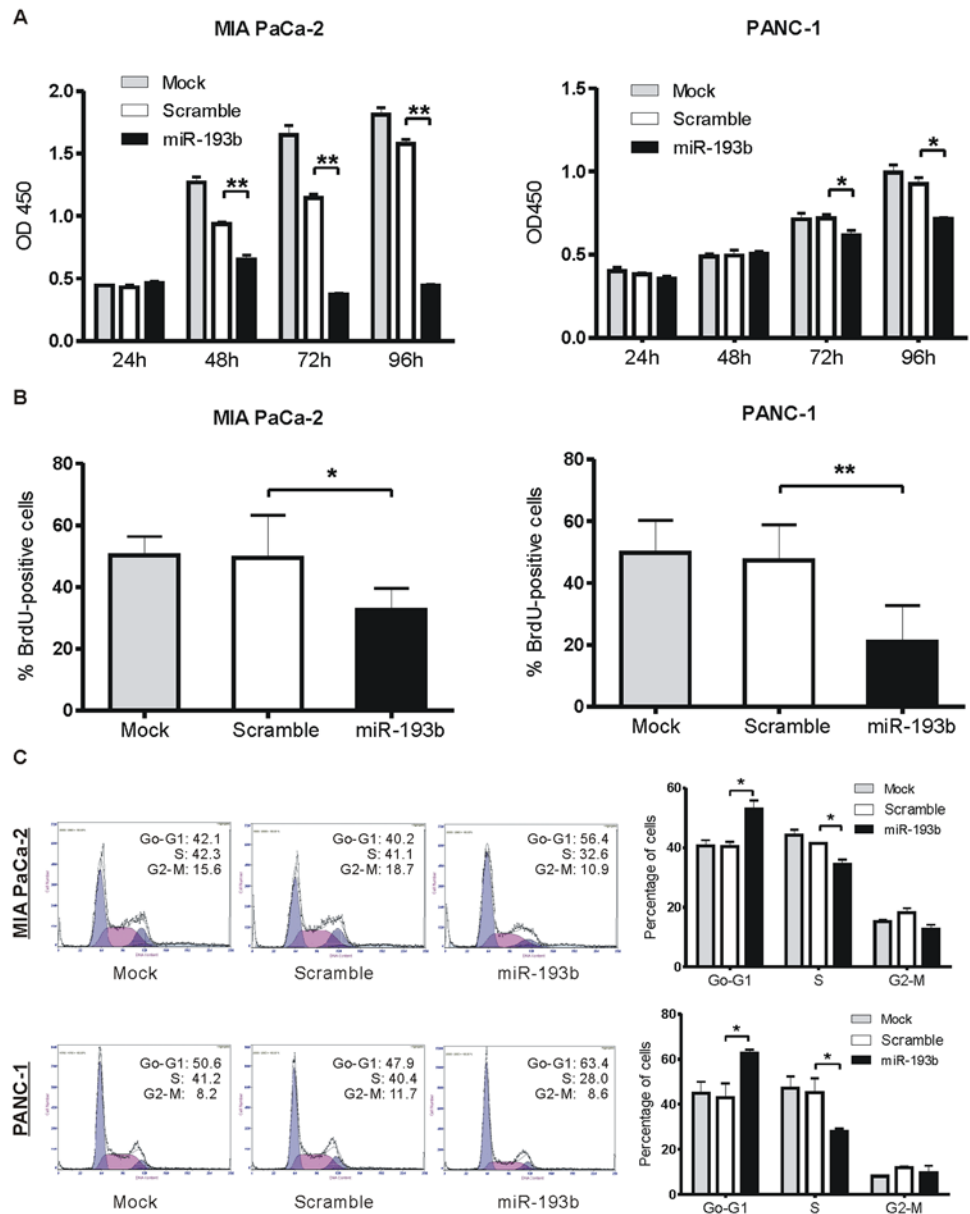 A
MIA PaCa-2
Mock
Scramble
miR-193b
OD 450
2.0
1.5
1.0
0.5
0.0
**
**
**
24h 48h 72h 96h
PANC-1
Mock
Scramble
miR-193b
OD450
1.5
1.0
0.5
0.0
*
*
24h 48h 72h 96h
B
MIA PaCa-2
% BrdU-positive cells
80
60
40
20
0
*
Mock Scramble miR-193b
PANC-1
% BrdU-positive cells
80
60
40
20
0
**
Mock Scramble miR-193b
C
MIA PaCa-2
Go-G1: 42.1
S: 42.3
G2-M: 15.6
Mock
Go-G1: 40.2
S: 41.1
G2-M: 18.7
Scramble
Go-G1: 56.4
S: 32.6
G2-M: 10.9
miR-193b
Percentage of cells
60
40
20
0
*
*
Mock
Scramble
miR-193b
Go-G1 S G2-M
PANC-1
Go-G1: 50.6
S: 41.2
G2-M: 8.2
Mock
Go-G1: 47.9
S: 40.4
G2-M: 11.7
Scramble
Go-G1: 63.4
S: 28.0
G2-M: 8.6
miR-193b
Percentage of cells
80
60
40
20
0
*
*
Mock
Scramble
miR-193b
Go-G1 S G2-M